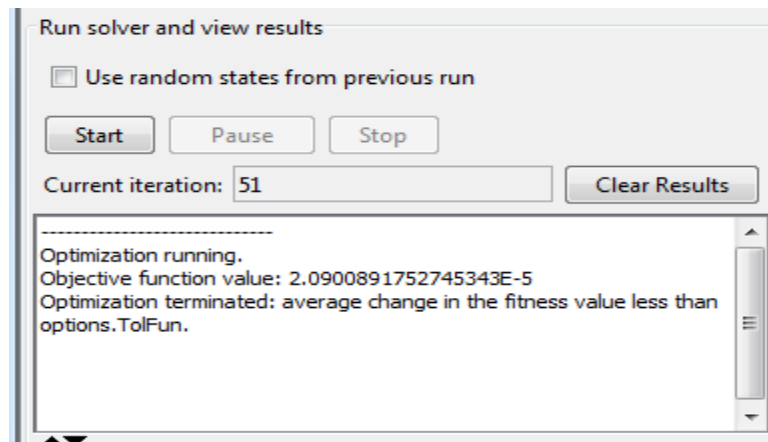 Run solver and view results
Use random states from previous run
Start Pause Stop
Current iteration: 51 Clear Results
------------------------------
Optimization running.
Objective function value: 2.0900891752745343E-5
Optimization terminated: average change in the fitness value less than
options.TolFun.